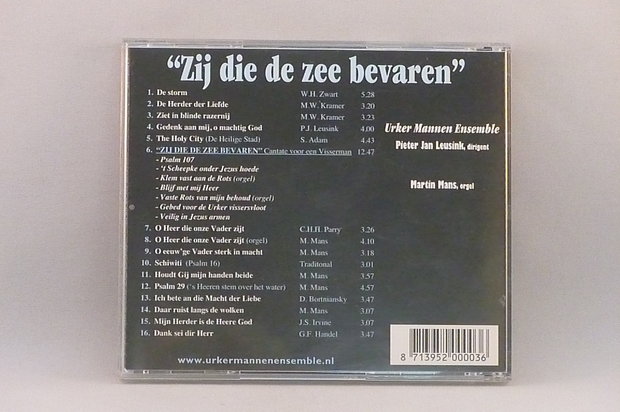 “Zij die de zee bevaren”
1. De storm W.H. Zwart 5:28
2. De Herder der Liefde M.W. Kramer 3.20
3. Ziet in blinde razernij M.W. Kramer 3.23
4. Gedenk aan mij, o machtig God P.J. Leusink 4.00
5. The Holy City (De Heilige Stad) S. Adam 4.43
6. “ZIJ DIE DE ZEE BEVAREN” Cantate voor een Visserman 12.47
- Psalm 107
- ‘t Scheepke onder Jezus hoede
- Klem vast aan de Rots (orgel)
- Blijf met mij Heer
- Vaste Rots van mijn behoud (orgel)
- Gebed voor de Urker vissersvloot
- Veilig in Jezus armen
7. O Heer die onze Vader zijt C.H.H. Parry 3.26
8. O Heer die onze Vader zijt (orgel) M. Mans 4.10
9. O eeuw'ge Vader sterk in macht M. Mans 3.18
10. Schiwiti (Psalm 16) Traditonal 3.01
11. Houdt Gij mijn handen beide M. Mans 3.57
12. Psalm 29 (‘s Heeren stem over het water) M. Mans 4.57
13. Ich bete an die Macht der Liebe D. Bortniansky 3.47
14. Daar ruist langs de wolken M. Mans 3.07
15. Mijn Herder is de Heere God J.S. Irvine 3.07
16. Dank sei dir Herr G.F. Handel 3.47
Urker Mannen Ensemble
Pieter Jan Leusink, dirigent
Martin Mans, orgel
8 713952 000036
www.urkermannenensemble.nl